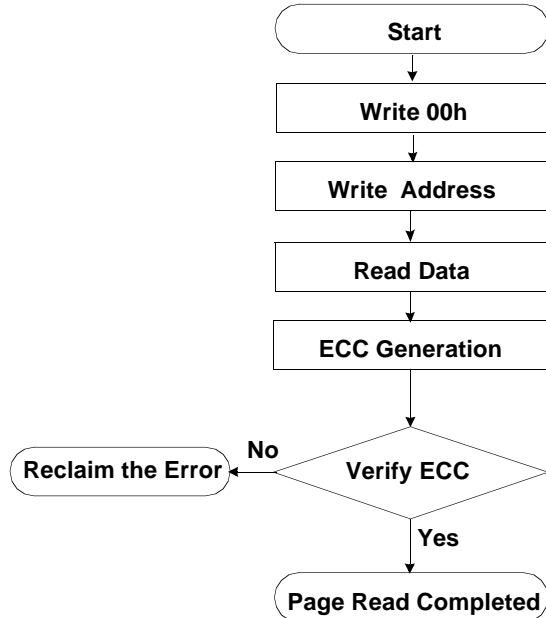 Start
Write 00h
Write Address
Read Data
ECC Generation
No
Reclaim the Error
Verify ECC
Yes
Page Read Completed